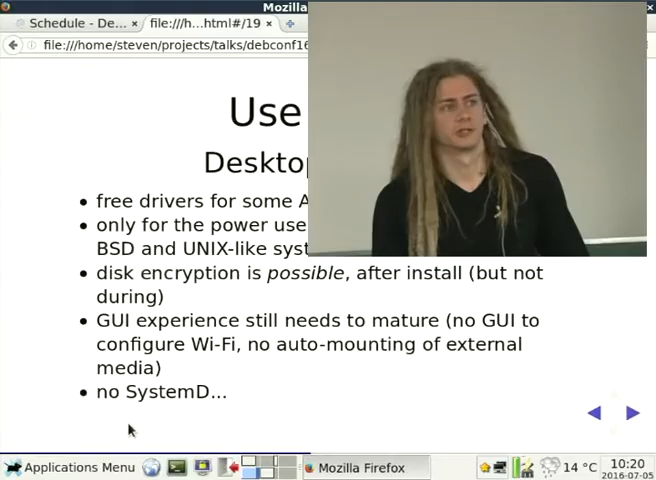 Mozilla
Schedule - De... × file:///h...html#/19 ×
file:///home/steven/projects/talks/debconf16
Use
Desktop
free drivers for some A
only for the power use
BSD and UNIX-like syst
disk encryption is possible, after install (but not
during)
GUI experience still needs to mature (no GUI to
configure Wi-Fi, no auto-mounting of external
media)
no SystemD...
Applications Menu Mozilla Firefox 14 °C 10:20
2016-07-05